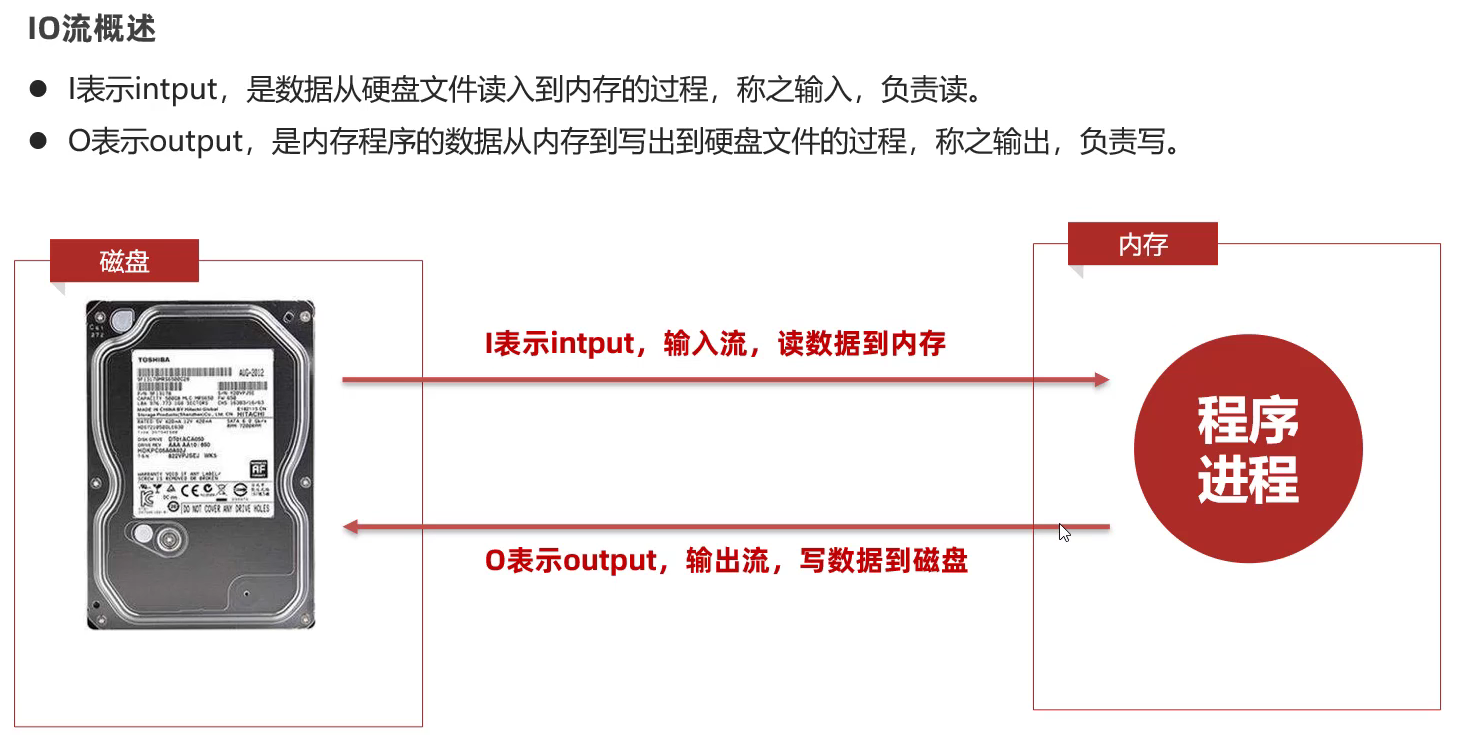 IO流概述
● I表示intput，是数据从硬盘文件读入到内存的过程，称之输入，负责读。
● O表示output，是内存程序的数据从内存到写出到硬盘文件的过程，称之输出，负责写。
磁盘
内存
I表示intput，输入流，读数据到内存
程序
进程
O表示output，输出流，写数据到磁盘
TOSHIBA
AUG-2012
HITACHI
DO NOT COVER ANY DRIVE HOLES